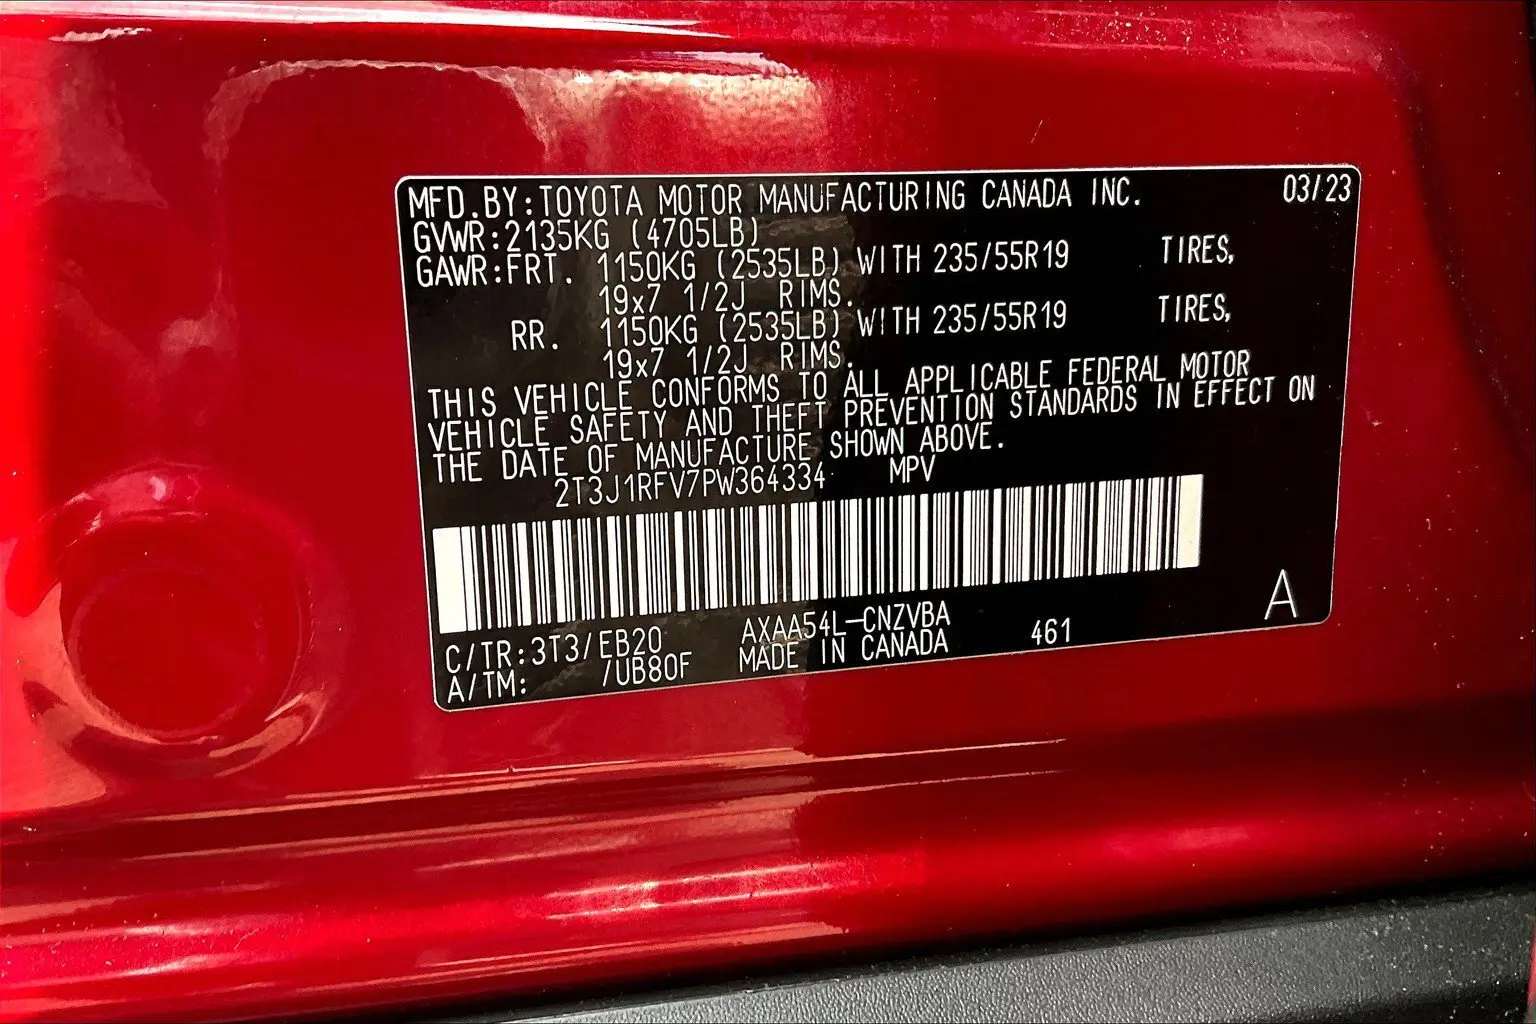 MFD.BY:TOYOTA MOTOR MANUFACTURING CANADA INC. 03/23
GVWR:2135KG (4705LB)
GAWR:FRT. 1150KG (2535LB) WITH 235/55R19 TIRES,
19x7 1/2J RIMS.
RR. 1150KG (2535LB) WITH 235/55R19 TIRES,
19x7 1/2J RIMS.
THIS VEHICLE CONFORMS TO ALL APPLICABLE FEDERAL MOTOR
VEHICLE SAFETY AND THEFT PREVENTION STANDARDS IN EFFECT ON
THE DATE OF MANUFACTURE SHOWN ABOVE.
2T3J1RFV7PW364334 MPV
A
C/TR:3T3/EB20 AXAA54L-CNZVBA 461
A/TM: /UB80F MADE IN CANADA